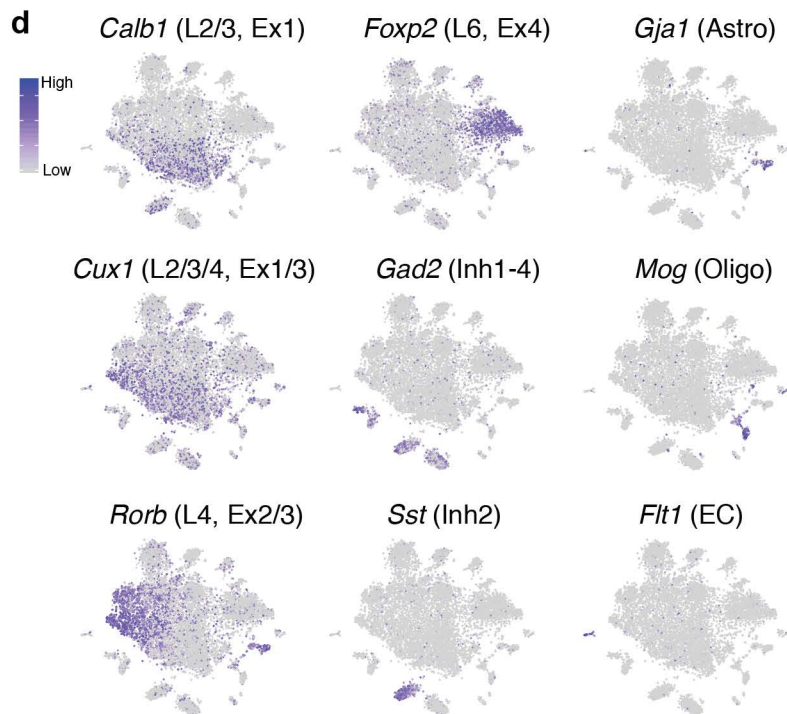 d
Calb1 (L2/3, Ex1)
Foxp2 (L6, Ex4)
Gja1 (Astro)
High
Low
Cux1 (L2/3/4, Ex1/3)
Gad2 (Inh1-4)
Mog (Oligo)
Rorb (L4, Ex2/3)
Sst (Inh2)
Flt1 (EC)